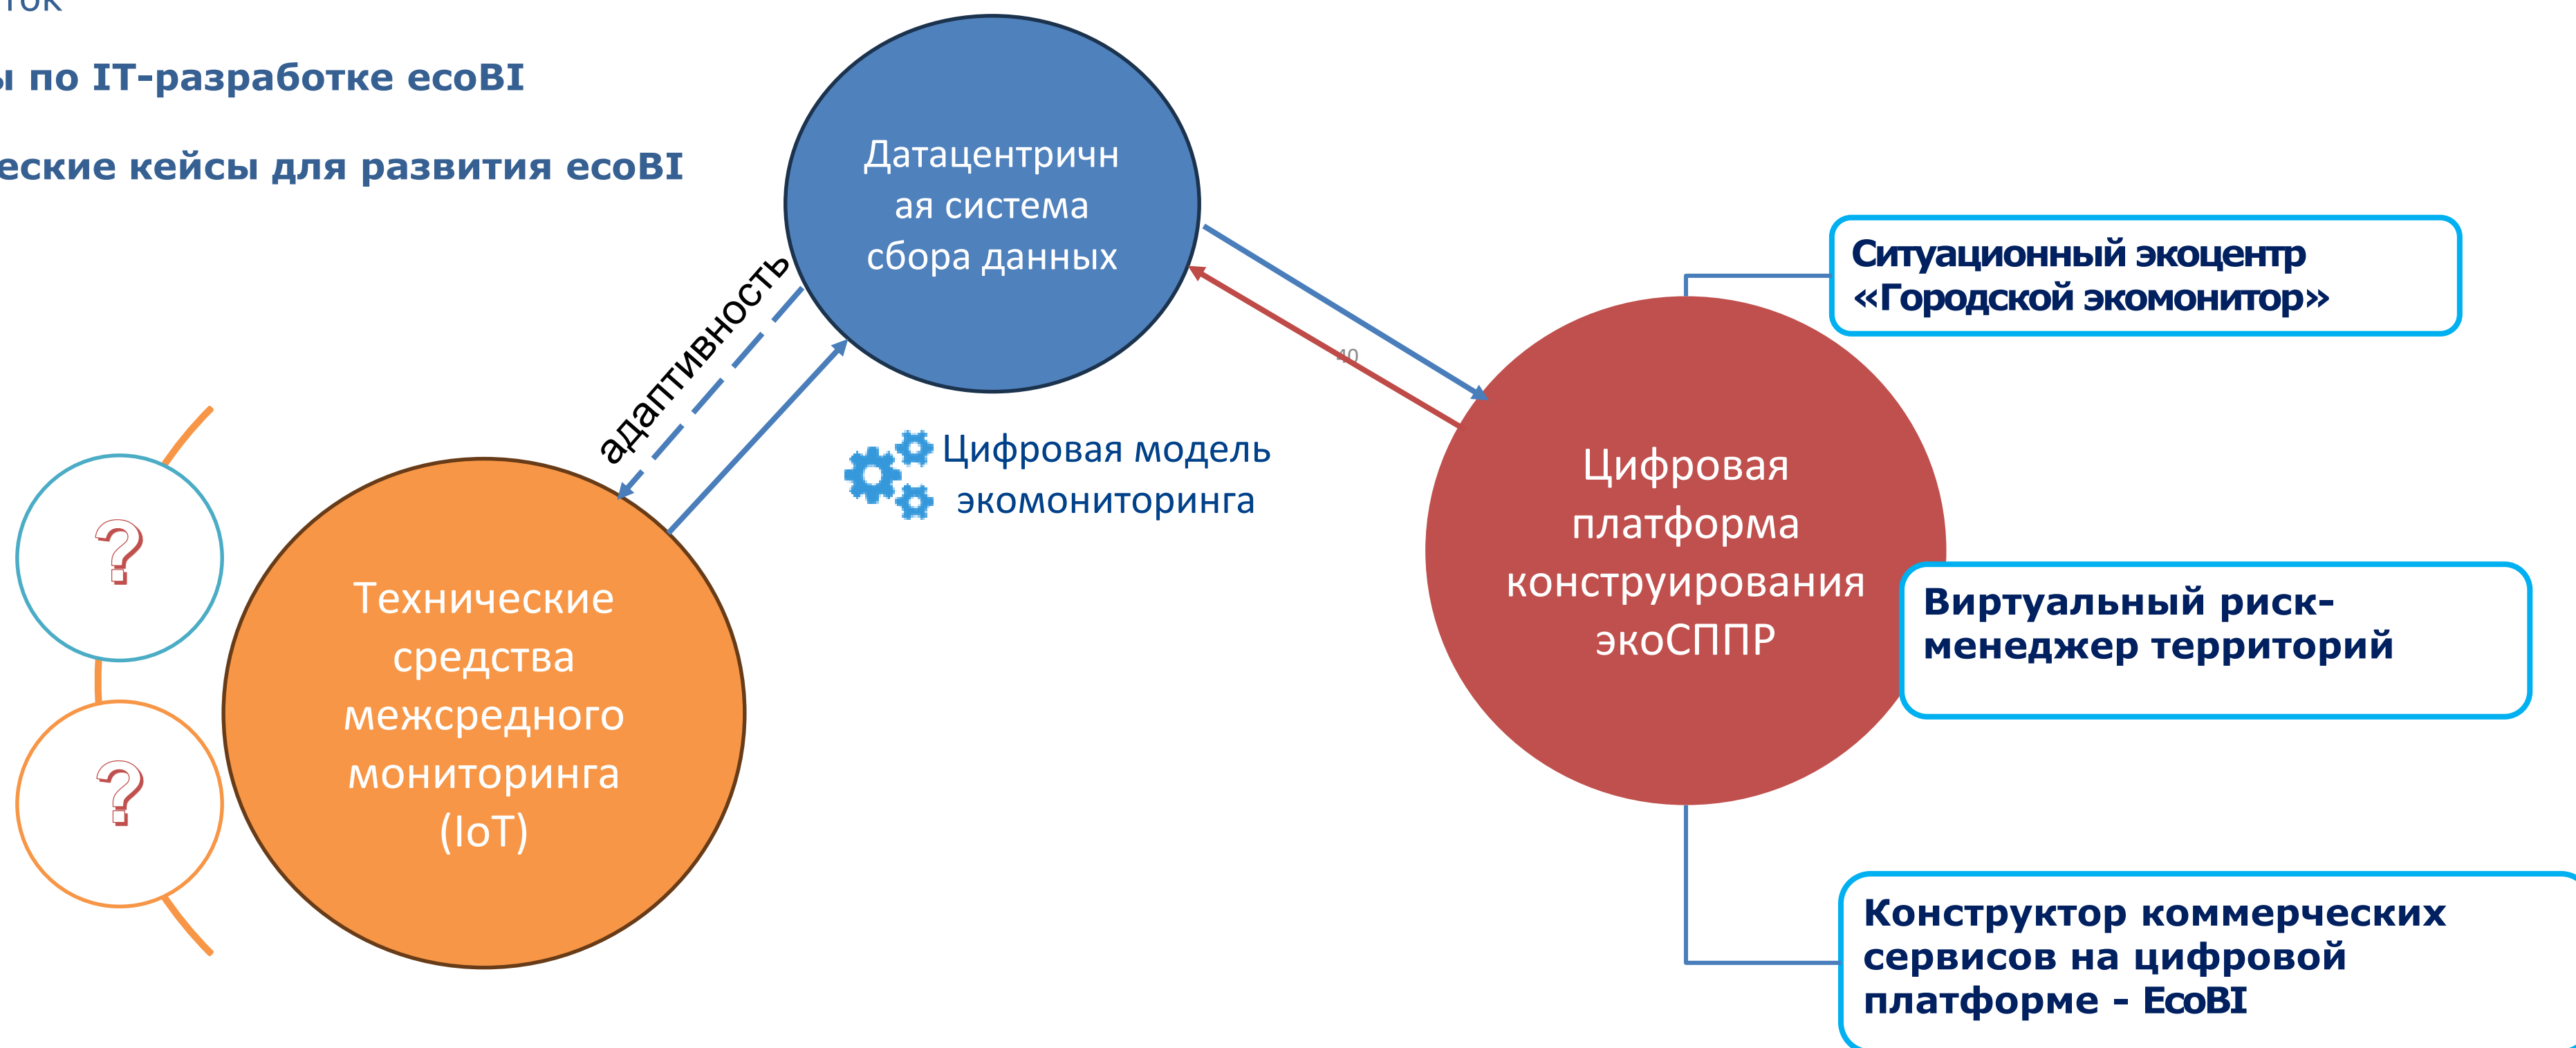 ы по IT-разработке ecoBI
еские кейсы для развития ecoBI
Датацентричн
ая система
сбора данных
адаптивность
Ситуационный экоцентр
«Городской экомонитор»
40
Цифровая модель
экомониторинга
Цифровая
платформа
конструирования
экоСППР
?
?
Технические
средства
межсредного
мониторинга
(IoT)
Виртуальный риск-
менеджер территорий
Конструктор коммерческих
сервисов на цифровой
платформе - EcoBI